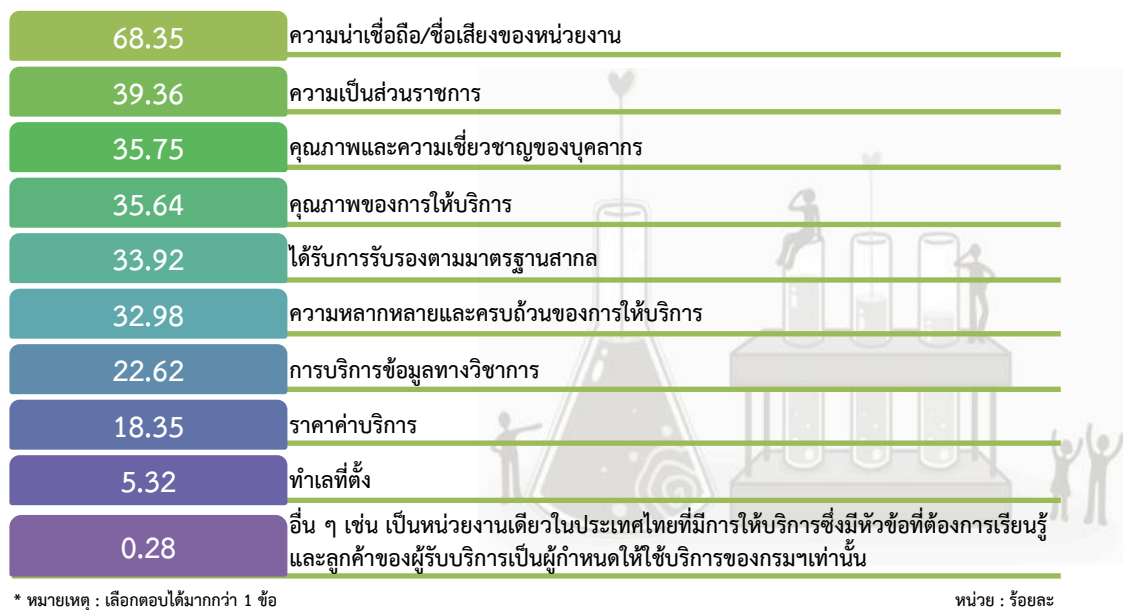 68.35 ความน่าเชื่อถือ/ชื่อเสียงของหน่วยงาน
39.36 ความเป็นส่วนราชการ
35.75 คุณภาพและความเชี่ยวชาญของบุคลากร
35.64 คุณภาพของการให้บริการ
33.92 ได้รับการรับรองตามมาตรฐานสากล
32.98 ความหลากหลายและครบถ้วนของการให้บริการ
22.62 การบริการข้อมูลทางวิชาการ
18.35 ราคาค่าบริการ
5.32 ทำเลที่ตั้ง
0.28 อื่น ๆ เช่น เป็นหน่วยงานเดียวในประเทศไทยที่มีการให้บริการซึ่งมีหัวข้อที่ต้องการเรียนรู้
และลูกค้าของผู้รับบริการเป็นผู้กำหนดให้ใช้บริการของกรมฯเท่านั้น
* หมายเหตุ : เลือกตอบได้มากกว่า 1 ข้อ หน่วย : ร้อยละ